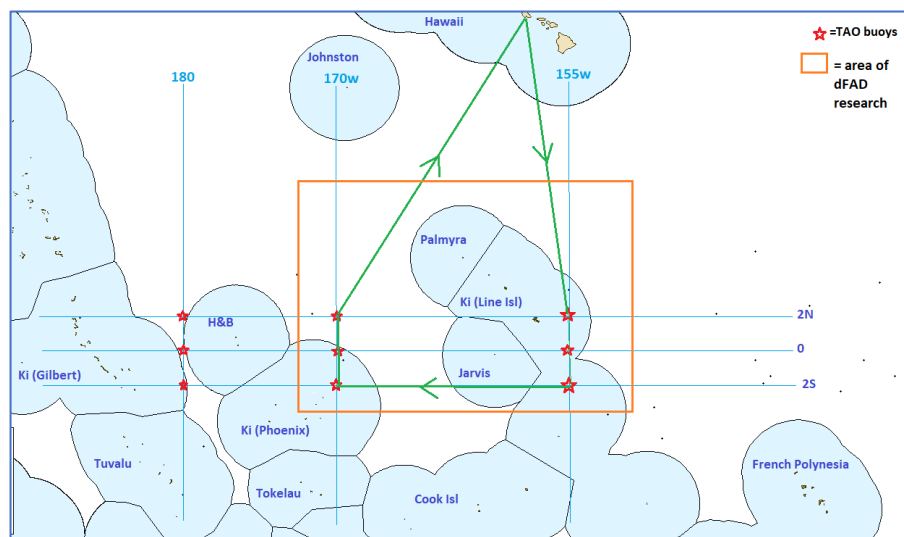 Hawaii
=TAO buoys
Johnston
180
170w
155w
= area of
dFAD
research
Palmyra
Ki (Line Isl)
H&B
2N
0
Ki (Gilbert)
Jarvis
2S
Ki (Phoenix)
Tuvalu
French Polynesia
Tokelau
Cook Isl